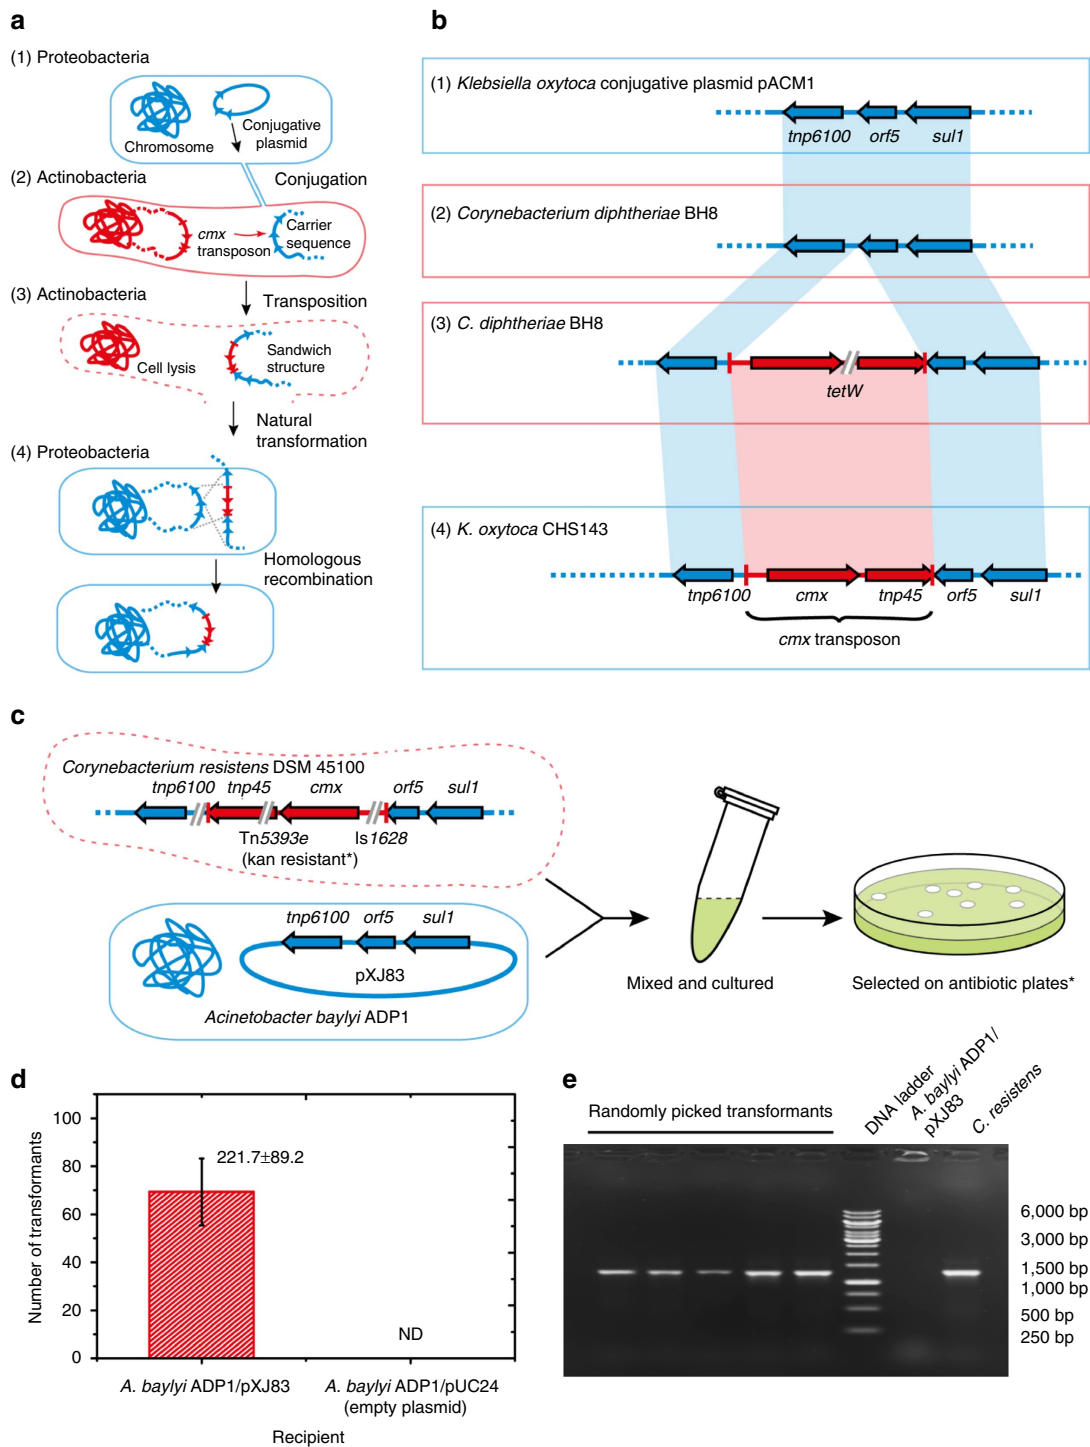 a
(1) Proteobacteria
Chromosome
Conjugative
plasmid
(2) Actinobacteria
Conjugation
cmx
transposon
Carrier
sequence
(3) Actinobacteria
Transposition
Cell lysis
Sandwich
structure
Natural
transformation
(4) Proteobacteria
Homologous
recombination
b
(1) Klebsiella oxytoca conjugative plasmid pACM1
tnp6100 orf5 sul1
(2) Corynebacterium diphtheriae BH8
(3) C. diphtheriae BH8
tetW
(4) K. oxytoca CHS143
tnp6100 cmx tnp45 orf5 sul1
cmx transposon
c
Corynebacterium resistens DSM 45100
tnp6100 tnp45 cmx orf5 sul1
Tn5393e Is1628
(kan resistant*)
tnp6100 orf5 sul1
pXJ83
Acinetobacter baylyi ADP1
Mixed and cultured
Selected on antibiotic plates*
d
Number of transformants
100
80
60
40
20
0
221.7±89.2
ND
A. baylyi ADP1/pXJ83
A. baylyi ADP1/pUC24
(empty plasmid)
Recipient
e
Randomly picked transformants
DNA ladder
A. baylyi ADP1/
pXJ83
C. resistens
6,000 bp
3,000 bp
1,500 bp
1,000 bp
500 bp
250 bp